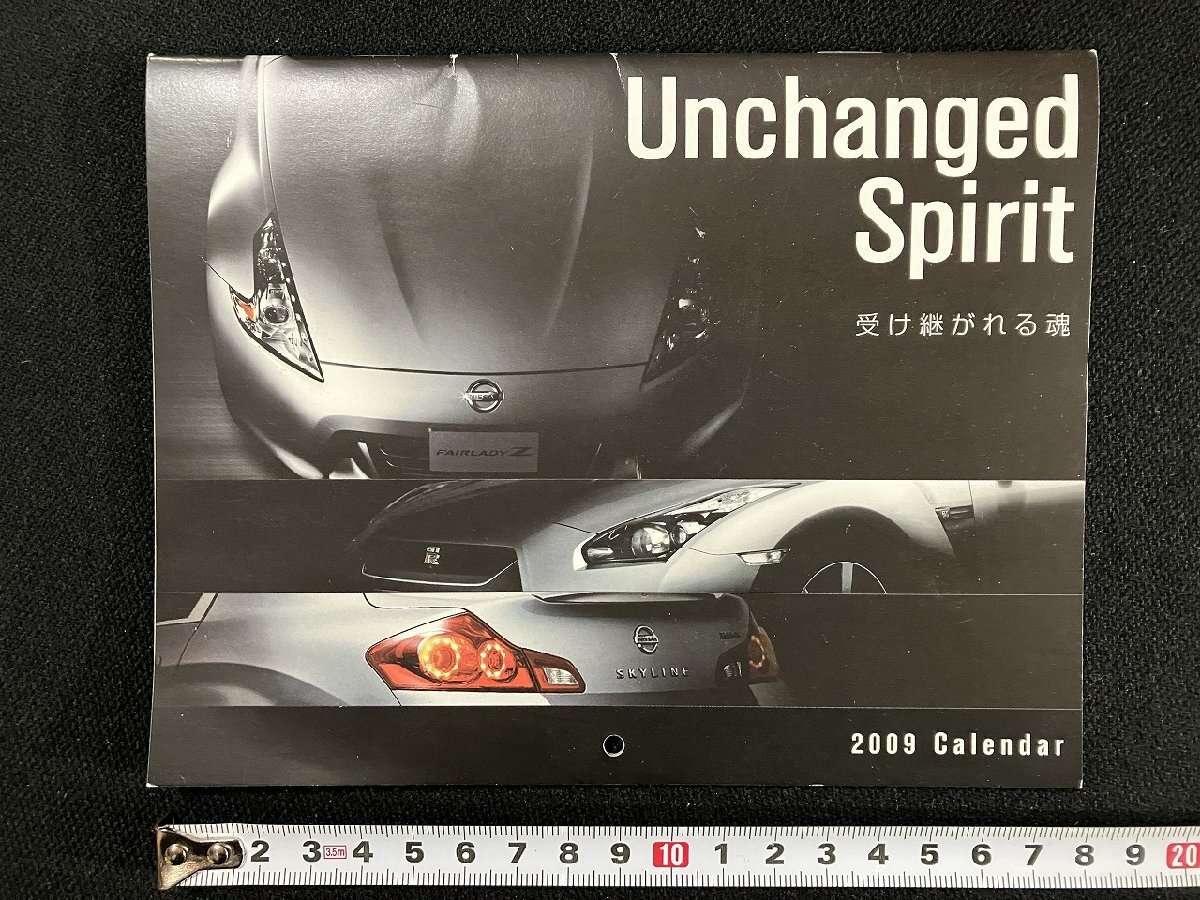 Unchanged
Spirit
受け継がれる魂
NISSAN
FAIRLADY Z
GT R
SKYLINE
2009 Calendar
2 3 3.5m 4 5 6 7 8 9 10 1 2 3 4 5 6 7 8 9 20